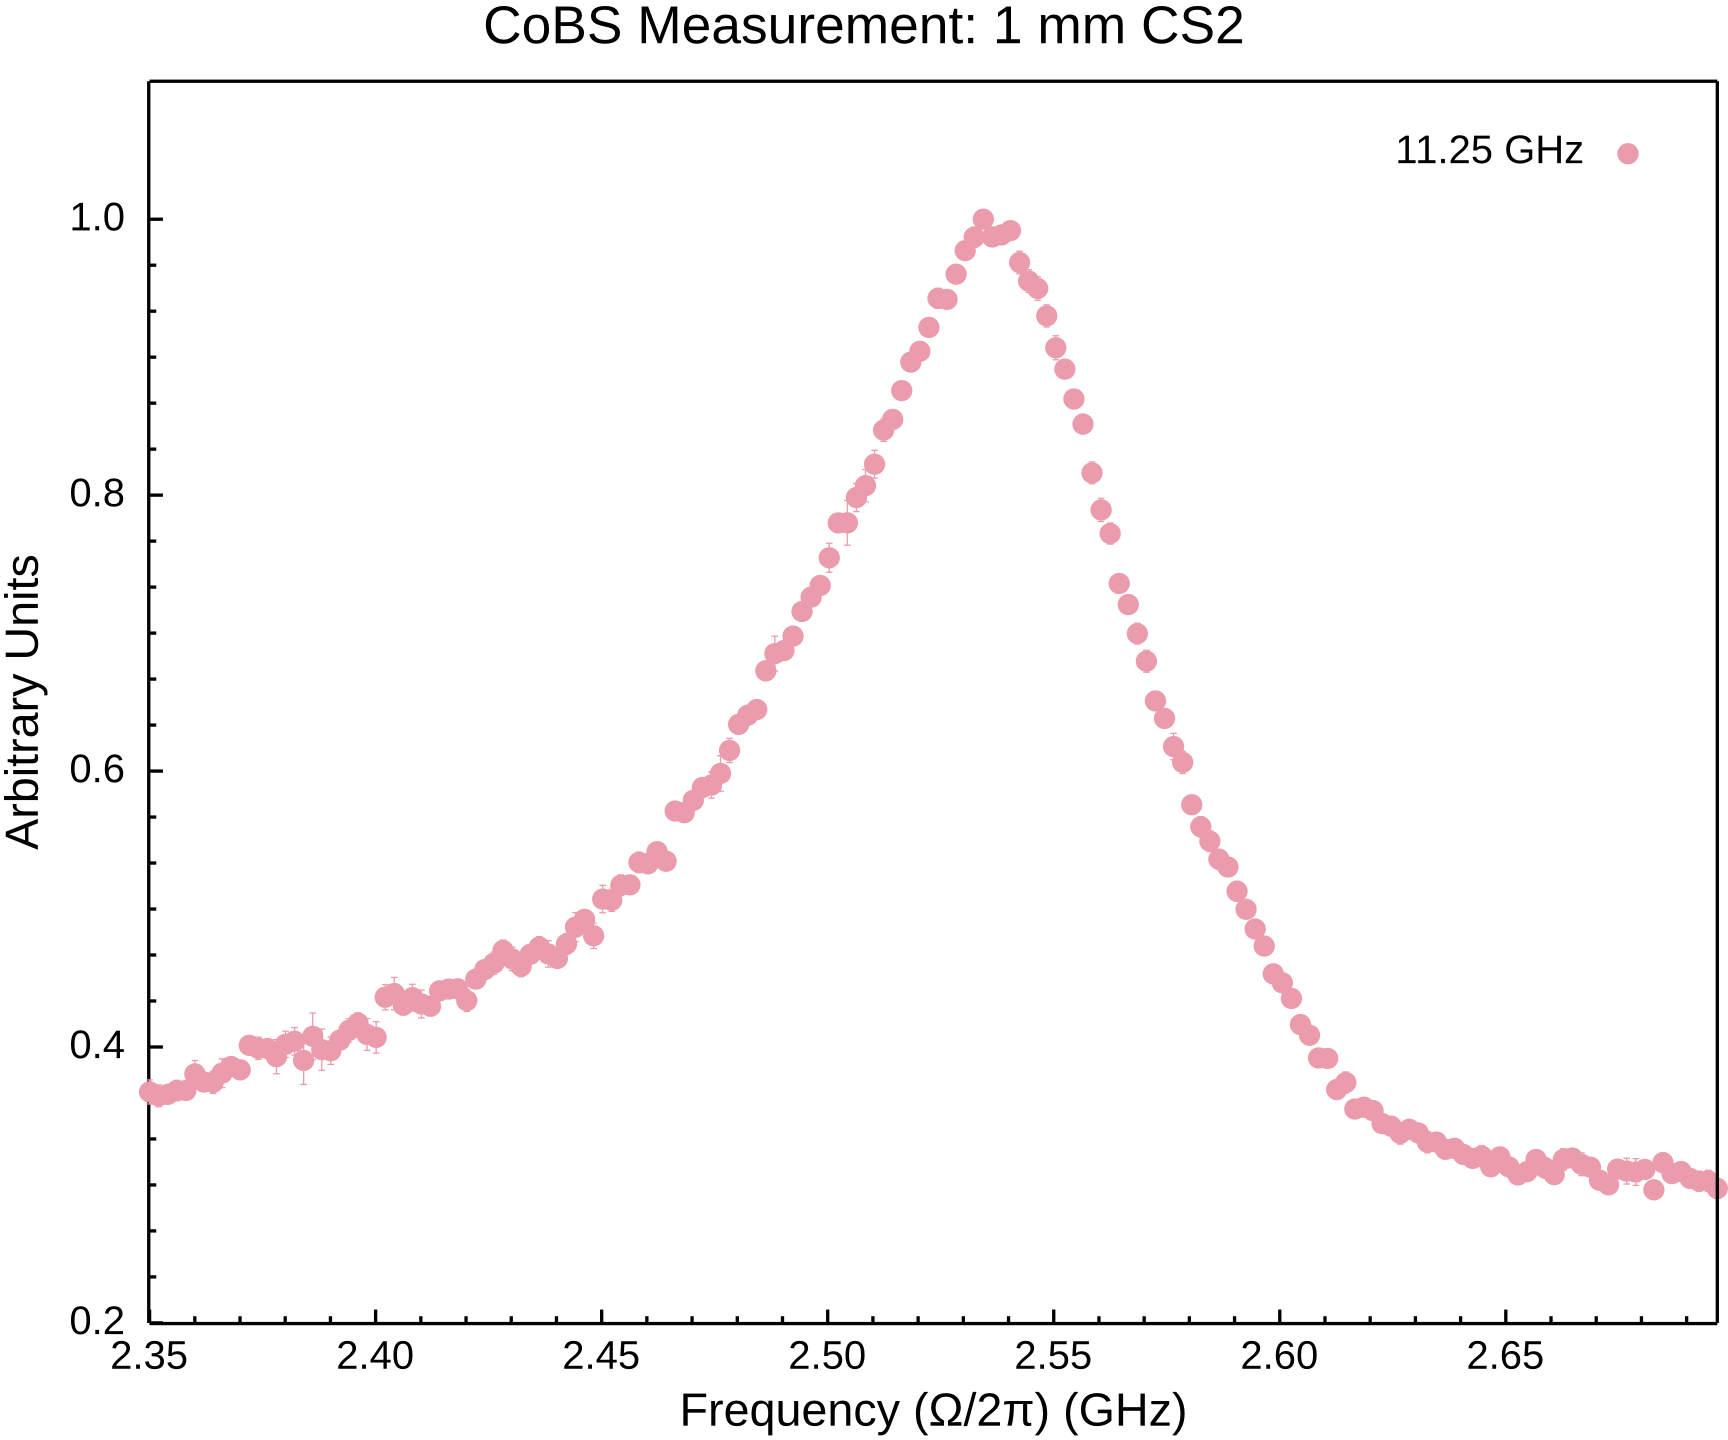 CoBS Measurement: 1 mm CS2
11.25 GHz
1.0
0.8
0.6
0.4
0.2
Arbitrary Units
2.35 2.40 2.45 2.50 2.55 2.60 2.65
Frequency (Ω/2π) (GHz)